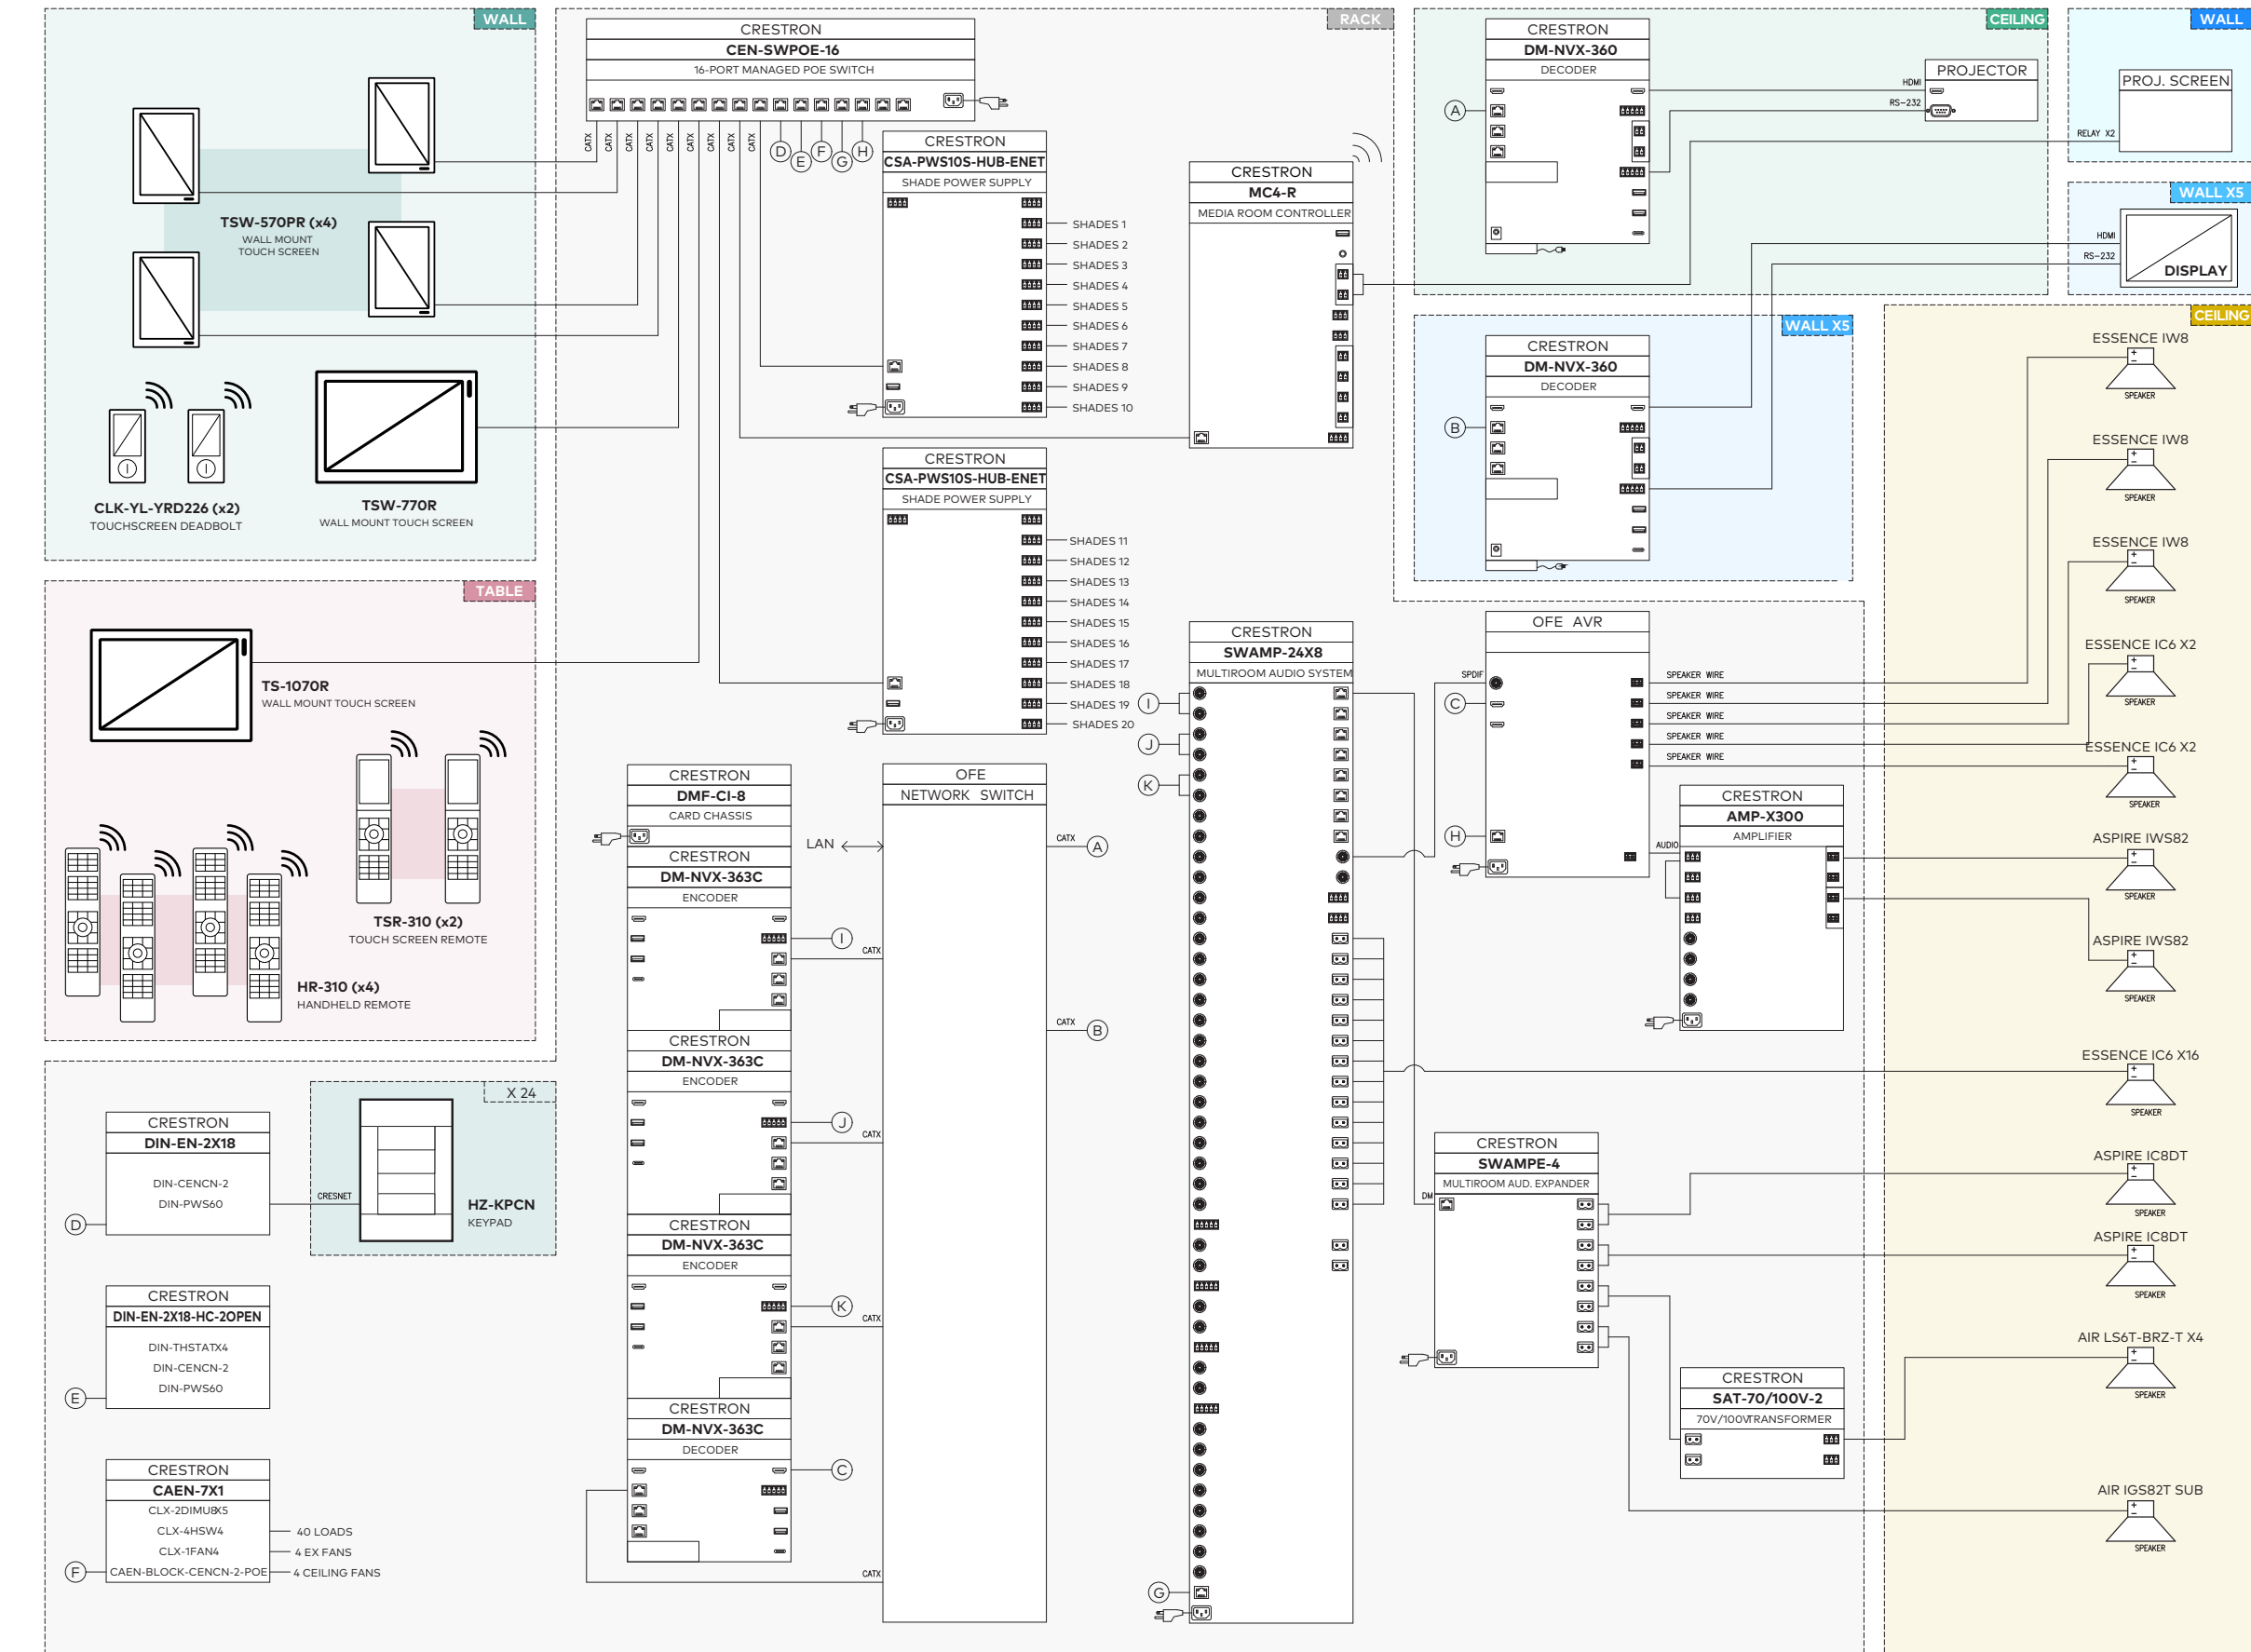 WALL
TSW-570PR (x4)
WALL MOUNT
TOUCH SCREEN
CLK-YL-YRD226 (x2)
TOUCHSCREEN DEADBOLT
TSW-770R
WALL MOUNT TOUCH SCREEN
TABLE
TS-1070R
WALL MOUNT TOUCH SCREEN
TSR-310 (x2)
TOUCH SCREEN REMOTE
HR-310 (x4)
HANDHELD REMOTE
RACK
CRESTRON
CEN-SWPOE-16
16-PORT MANAGED POE SWITCH
CATX
CATX
CATX
CATX
CATX
CATX
CATX
CATX
CATX
D
E
F
G
H
CRESTRON
CSA-PWS10S-HUB-ENET
SHADE POWER SUPPLY
SHADES 1
SHADES 2
SHADES 3
SHADES 4
SHADES 5
SHADES 6
SHADES 7
SHADES 8
SHADES 9
SHADES 10
CRESTRON
CSA-PWS10S-HUB-ENET
SHADE POWER SUPPLY
SHADES 11
SHADES 12
SHADES 13
SHADES 14
SHADES 15
SHADES 16
SHADES 17
SHADES 18
SHADES 19
SHADES 20
CRESTRON
MC4-R
MEDIA ROOM CONTROLLER
CEILING
CRESTRON
DM-NVX-360
DECODER
A
HDMI
RS-232
PROJECTOR
WALL
PROJ. SCREEN
RELAY X2
WALL X5
HDMI
RS-232
DISPLAY
WALL X5
CRESTRON
DM-NVX-360
DECODER
B
CRESTRON
DMF-CI-8
CARD CHASSIS
CRESTRON
DM-NVX-363C
ENCODER
I
CATX
CRESTRON
DM-NVX-363C
ENCODER
J
CATX
CRESTRON
DM-NVX-363C
ENCODER
K
CATX
CRESTRON
DM-NVX-363C
DECODER
C
CATX
OFE
NETWORK SWITCH
LAN
CATX
A
CATX
B
CRESTRON
SWAMP-24X8
MULTIROOM AUDIO SYSTEM
I
J
K
G
OFE AVR
SPDIF
C
H
SPEAKER WIRE
SPEAKER WIRE
SPEAKER WIRE
SPEAKER WIRE
SPEAKER WIRE
AUDIO
CRESTRON
AMP-X300
AMPLIFIER
CRESTRON
SWAMPE-4
MULTIROOM AUD. EXPANDER
DM
CRESTRON
SAT-70/100V-2
70V/100VTRANSFORMER
CEILING
ESSENCE IW8
+
-
SPEAKER
ESSENCE IW8
+
-
SPEAKER
ESSENCE IW8
+
-
SPEAKER
ESSENCE IC6 X2
+
-
SPEAKER
ESSENCE IC6 X2
+
-
SPEAKER
ASPIRE IWS82
+
-
SPEAKER
ASPIRE IWS82
+
-
SPEAKER
ESSENCE IC6 X16
+
-
SPEAKER
ASPIRE IC8DT
+
-
SPEAKER
ASPIRE IC8DT
+
-
SPEAKER
AIR LS6T-BRZ-T X4
+
-
SPEAKER
AIR IGS82T SUB
+
-
SPEAKER
CRESTRON
DIN-EN-2X18
DIN-CENCN-2
DIN-PWS60
D
CRESNET
X 24
HZ-KPCN
KEYPAD
CRESTRON
DIN-EN-2X18-HC-2OPEN
DIN-THSTATX4
DIN-CENCN-2
DIN-PWS60
E
CRESTRON
CAEN-7X1
CLX-2DIMU8X5
CLX-4HSW4
CLX-1FAN4
CAEN-BLOCK-CENCN-2-POE
F
40 LOADS
4 EX FANS
4 CEILING FANS